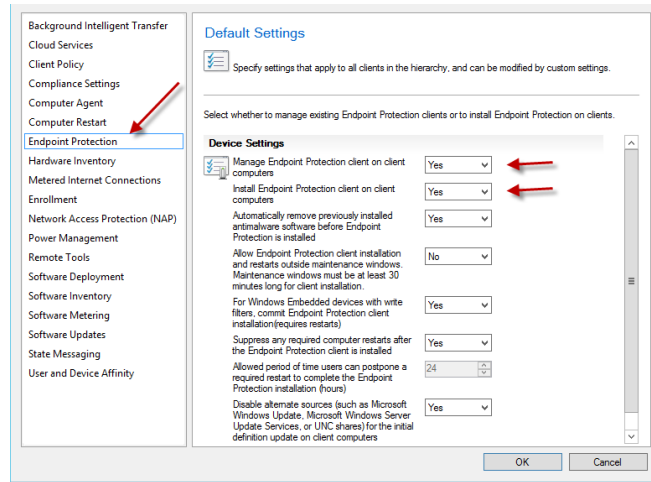 Background Intelligent Transfer
Cloud Services
Client Policy
Compliance Settings
Computer Agent
Computer Restart
Endpoint Protection
Hardware Inventory
Metered Internet Connections
Enrollment
Network Access Protection (NAP)
Power Management
Remote Tools
Software Deployment
Software Inventory
Software Metering
Software Updates
State Messaging
User and Device Affinity
Default Settings
Specify settings that apply to all clients in the hierarchy, and can be modified by custom settings.
Select whether to manage existing Endpoint Protection clients or to install Endpoint Protection on clients.
Device Settings
Manage Endpoint Protection client on client
computers
Yes
Install Endpoint Protection client on client
computers
Yes
Automatically remove previously installed
antimalware software before Endpoint
Protection is installed
Yes
Allow Endpoint Protection client installation
and restarts outside maintenance windows.
Maintenance windows must be at least 30
minutes long for client installation.
No
For Windows Embedded devices with write
filters, commit Endpoint Protection client
installation(requires restarts)
Yes
Suppress any required computer restarts after
the Endpoint Protection client is installed
Yes
Allowed period of time users can postpone a
required restart to complete the Endpoint
Protection installation (hours)
24
Disable alternate sources (such as Microsoft
Windows Update, Microsoft Windows Server
Update Services, or UNC shares) for the initial
definition update on client computers
Yes
OK
Cancel